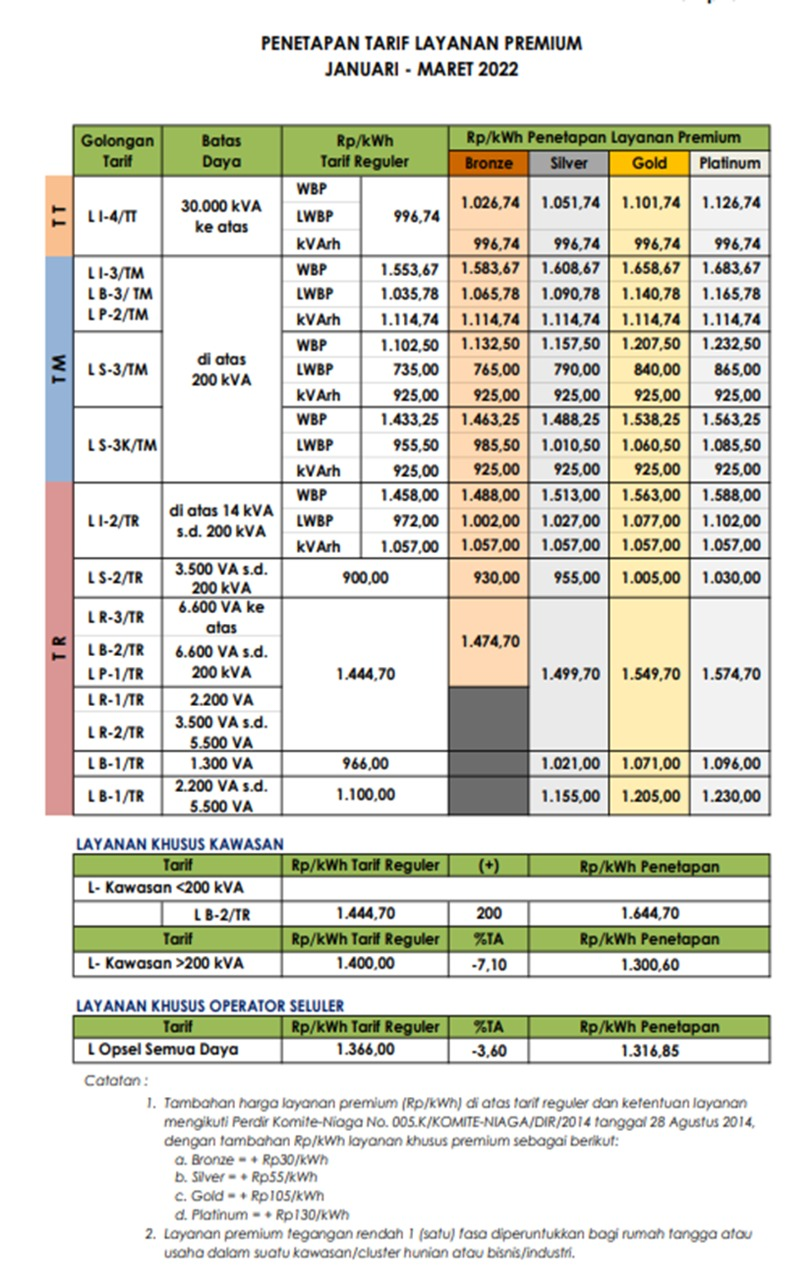 PENETAPAN TARIF LAYANAN PREMIUM
JANUARI - MARET 2022
Golongan Tarif Batas Daya Rp/kWh Tarif Reguler Rp/kWh Penetapan Layanan Premium
Bronze Silver Gold Platinum
TT
L I-4/TT 30.000 kVA ke atas
WBP
LWBP 996,74 1.026,74 1.051,74 1.101,74 1.126,74
kVArh 996,74 996,74 996,74 996,74
TM
L I-3/TM WBP 1.553,67 1.583,67 1.608,67 1.658,67 1.683,67
L B-3/ TM LWBP 1.035,78 1.065,78 1.090,78 1.140,78 1.165,78
L P-2/TM kVArh 1.114,74 1.114,74 1.114,74 1.114,74 1.114,74
di atas 200 kVA
WBP 1.102,50 1.132,50 1.157,50 1.207,50 1.232,50
L S-3/TM LWBP 735,00 765,00 790,00 840,00 865,00
kVArh 925,00 925,00 925,00 925,00 925,00
WBP 1.433,25 1.463,25 1.488,25 1.538,25 1.563,25
L S-3K/TM LWBP 955,50 985,50 1.010,50 1.060,50 1.085,50
kVArh 925,00 925,00 925,00 925,00 925,00
TR
WBP 1.458,00 1.488,00 1.513,00 1.563,00 1.588,00
L I-2/TR di atas 14 kVA s.d. 200 kVA LWBP 972,00 1.002,00 1.027,00 1.077,00 1.102,00
kVArh 1.057,00 1.057,00 1.057,00 1.057,00 1.057,00
L S-2/TR 3.500 VA s.d. 200 kVA 900,00 930,00 955,00 1.005,00 1.030,00
L R-3/TR 6.600 VA ke atas
L B-2/TR 6.600 VA s.d. 1.474,70
L P-1/TR 200 kVA 1.444,70 1.499,70 1.549,70 1.574,70
L R-1/TR 2.200 VA
L R-2/TR 3.500 VA s.d. 5.500 VA
L B-1/TR 1.300 VA 966,00 1.021,00 1.071,00 1.096,00
L B-1/TR 2.200 VA s.d. 5.500 VA 1.100,00 1.155,00 1.205,00 1.230,00
LAYANAN KHUSUS KAWASAN
Tarif Rp/kWh Tarif Reguler (+) Rp/kWh Penetapan
L- Kawasan <200 kVA
L B-2/TR 1.444,70 200 1.644,70
Tarif Rp/kWh Tarif Reguler %TA Rp/kWh Penetapan
L- Kawasan >200 kVA 1.400,00 -7,10 1.300,60
LAYANAN KHUSUS OPERATOR SELULER
Tarif Rp/kWh Tarif Reguler %TA Rp/kWh Penetapan
L Opsel Semua Daya 1.366,00 -3,60 1.316,85
Catatan :
1. Tambahan harga layanan premium (Rp/kWh) di atas tarif reguler dan ketentuan layanan
mengikuti Perdir Komite-Niaga No. 005.K/KOMITE-NIAGA/DIR/2014 tanggal 28 Agustus 2014,
dengan tambahan Rp/kWh layanan khusus premium sebagai berikut:
a. Bronze = + Rp30/kWh
b. Silver = + Rp55/kWh
c. Gold = + Rp105/kWh
d. Platinum = + Rp130/kWh
2. Layanan premium tegangan rendah 1 (satu) fasa diperuntukkan bagi rumah tangga atau
usaha dalam suatu kawasan/cluster hunian atau bisnis/industri.